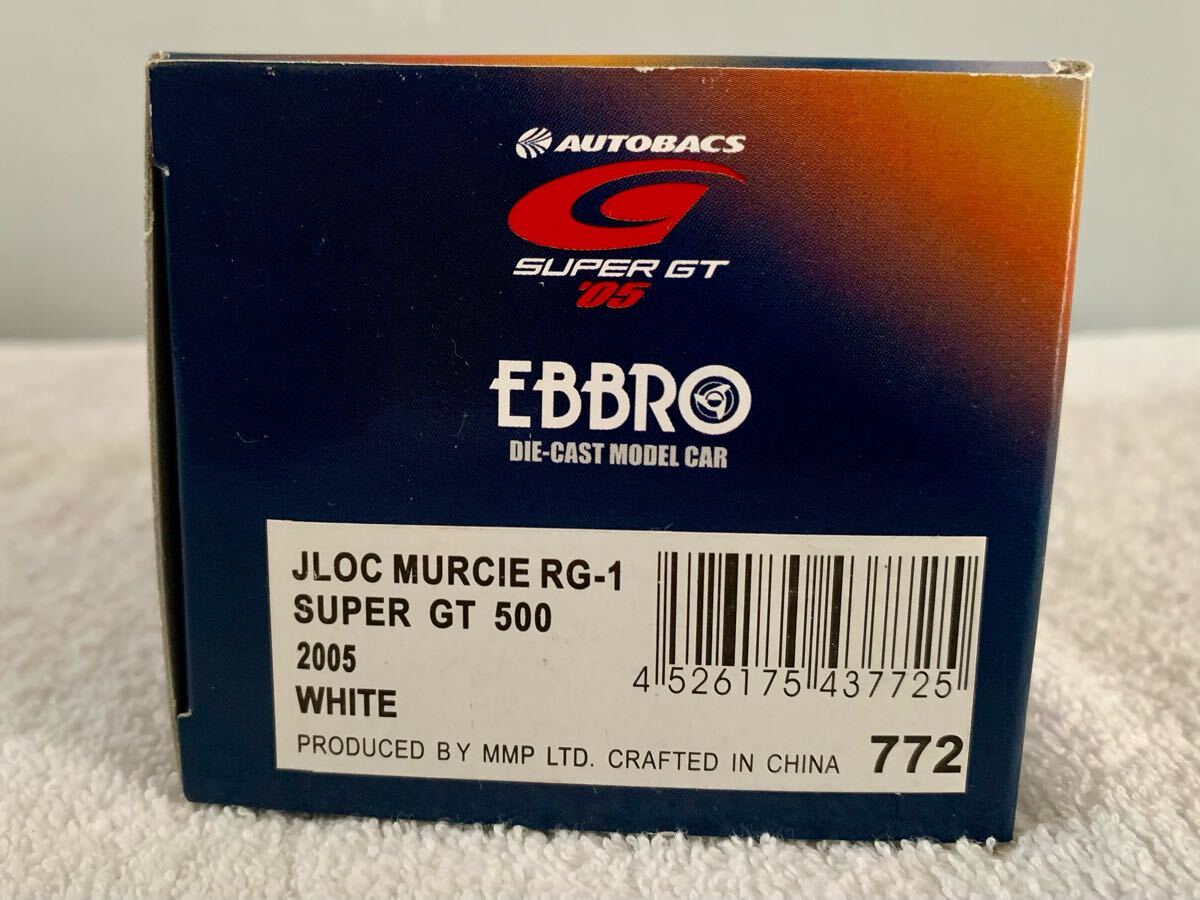 AUTOBACS
SUPER GT
'05
EBBRO
DIE-CAST MODEL CAR
JLOC MURCIE RG-1
SUPER GT 500
2005
WHITE
4 526175 437725
PRODUCED BY MMP LTD. CRAFTED IN CHINA 772